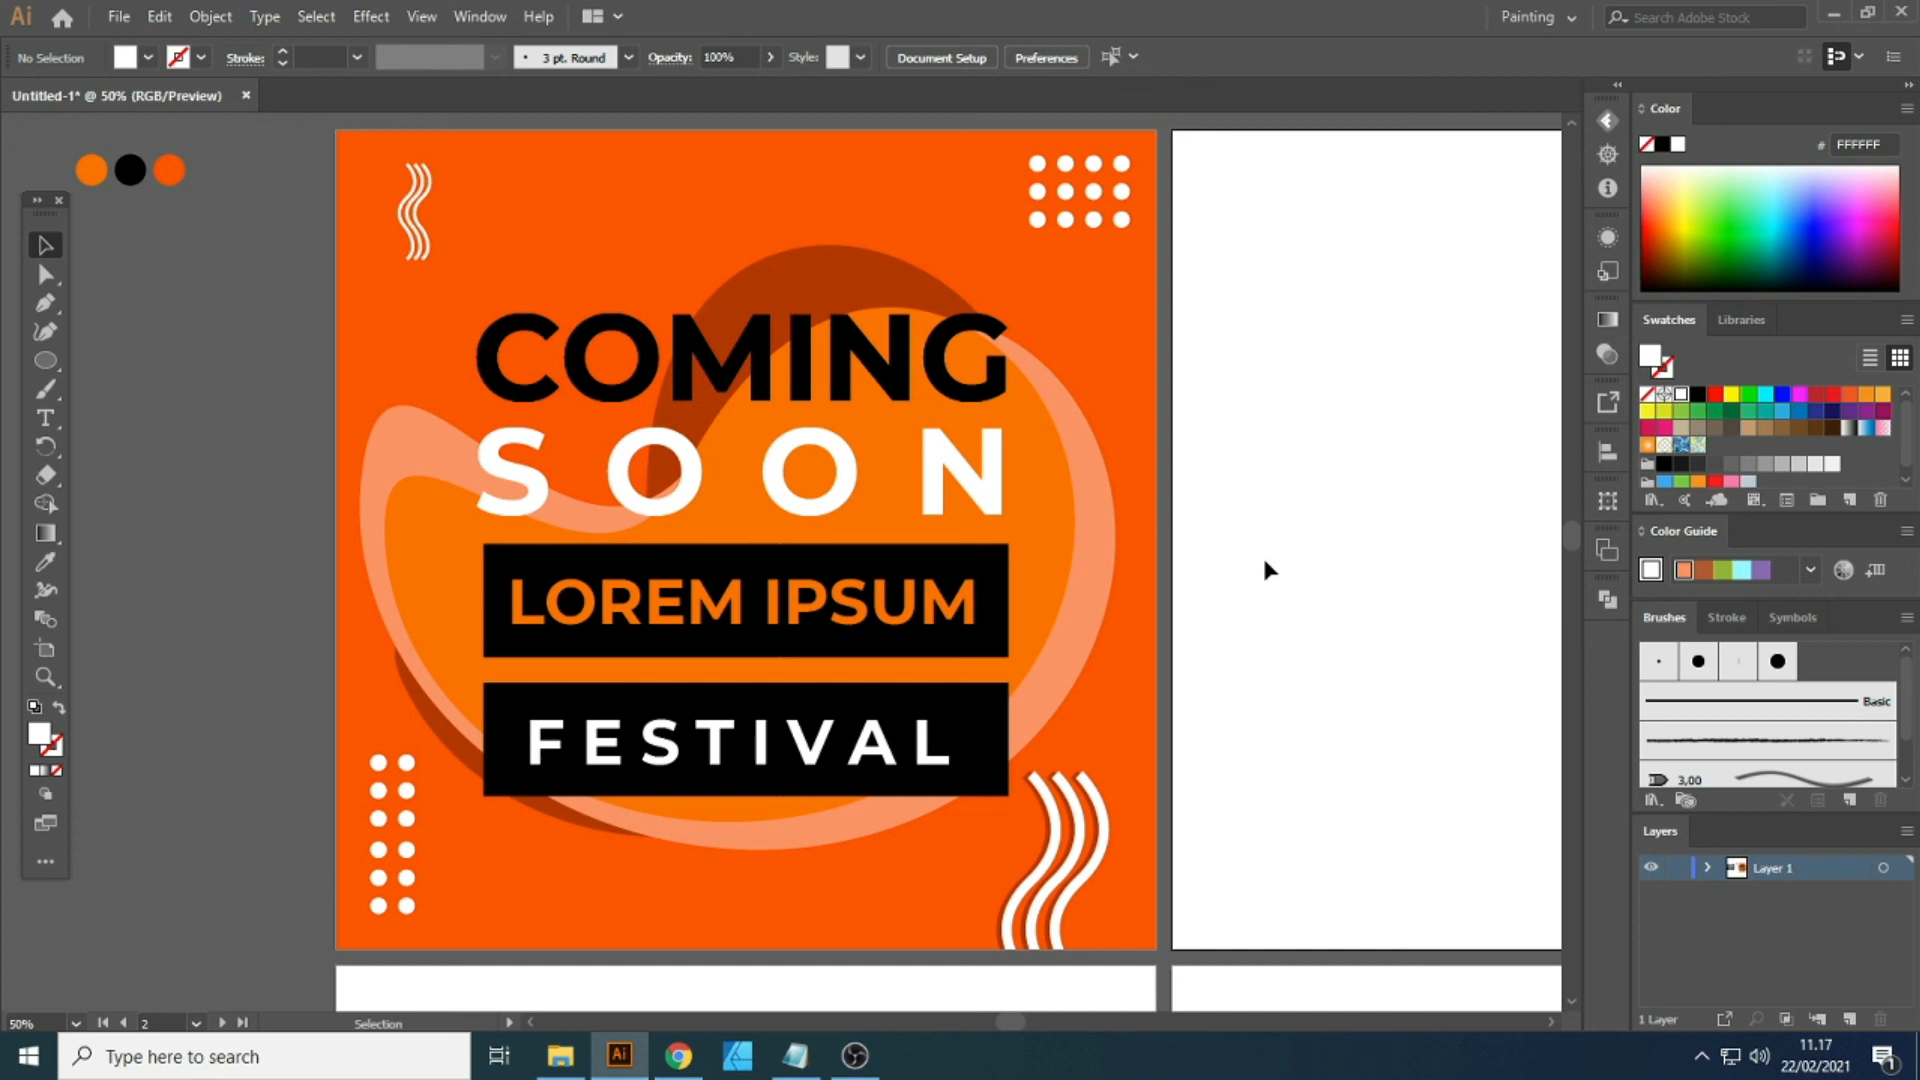 Ai File Edit Object Type Select Effect View Window Help Painting Search Adobe Stock
No Selection Stroke: 3 pt. Round Opacity: 100% Style: Document Setup Preferences
Untitled-1* @ 50% (RGB/Preview)
Color
# FFFFFF
Swatches Libraries
COMING
SOON
LOREM IPSUM
FESTIVAL
Color Guide
Brushes Stroke Symbols
Basic
3,00
Layers
Layer 1
1 Layer
50% 2 Selection
Type here to search
Ai
11.17
22/02/2021
1